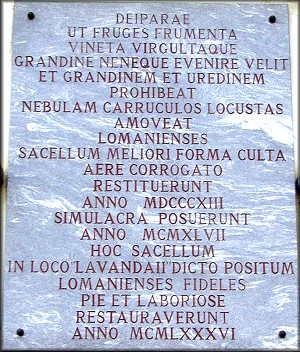 DEIPARAE
UT FRUGES FRUMENTA
VINETA VIRGULTAQUE
GRANDINE NENEQUE EVENIRE VELIT
ET GRANDINEM ET UREDINEM
PROHIBEAT
NEBULAM CARRUCULOS LOCUSTAS
AMOVEAT
LOMANIENSES
SACELLUM MELIORI FORMA CULTA
AERE CORROGATO
RESTITUERUNT
ANNO MDCCCXIII
SIMULACRA POSUERUNT
ANNO MCMXLVII
HOC SACELLUM
IN LOCO 'LAVANDAII' DICTO POSITUM
LOMANIENSES FIDELES
PIE ET LABORIOSE
RESTAURAVERUNT
ANNO MCMLXXXVI